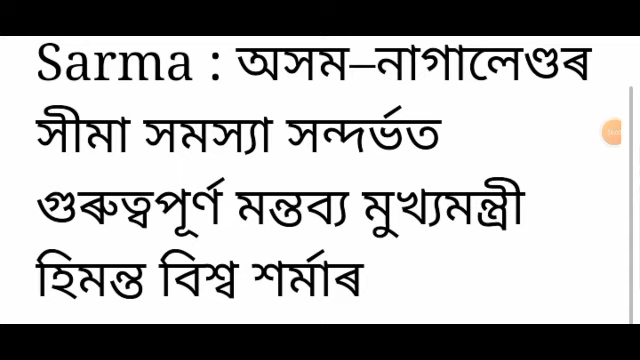 Sarma : অসম–নাগালেণ্ডৰ
সীমা সমস্যা সন্দৰ্ভত
গুৰুত্বপূৰ্ণ মন্তব্য মুখ্যমন্ত্ৰী
হিমন্ত বিশ্ব শৰ্মাৰ